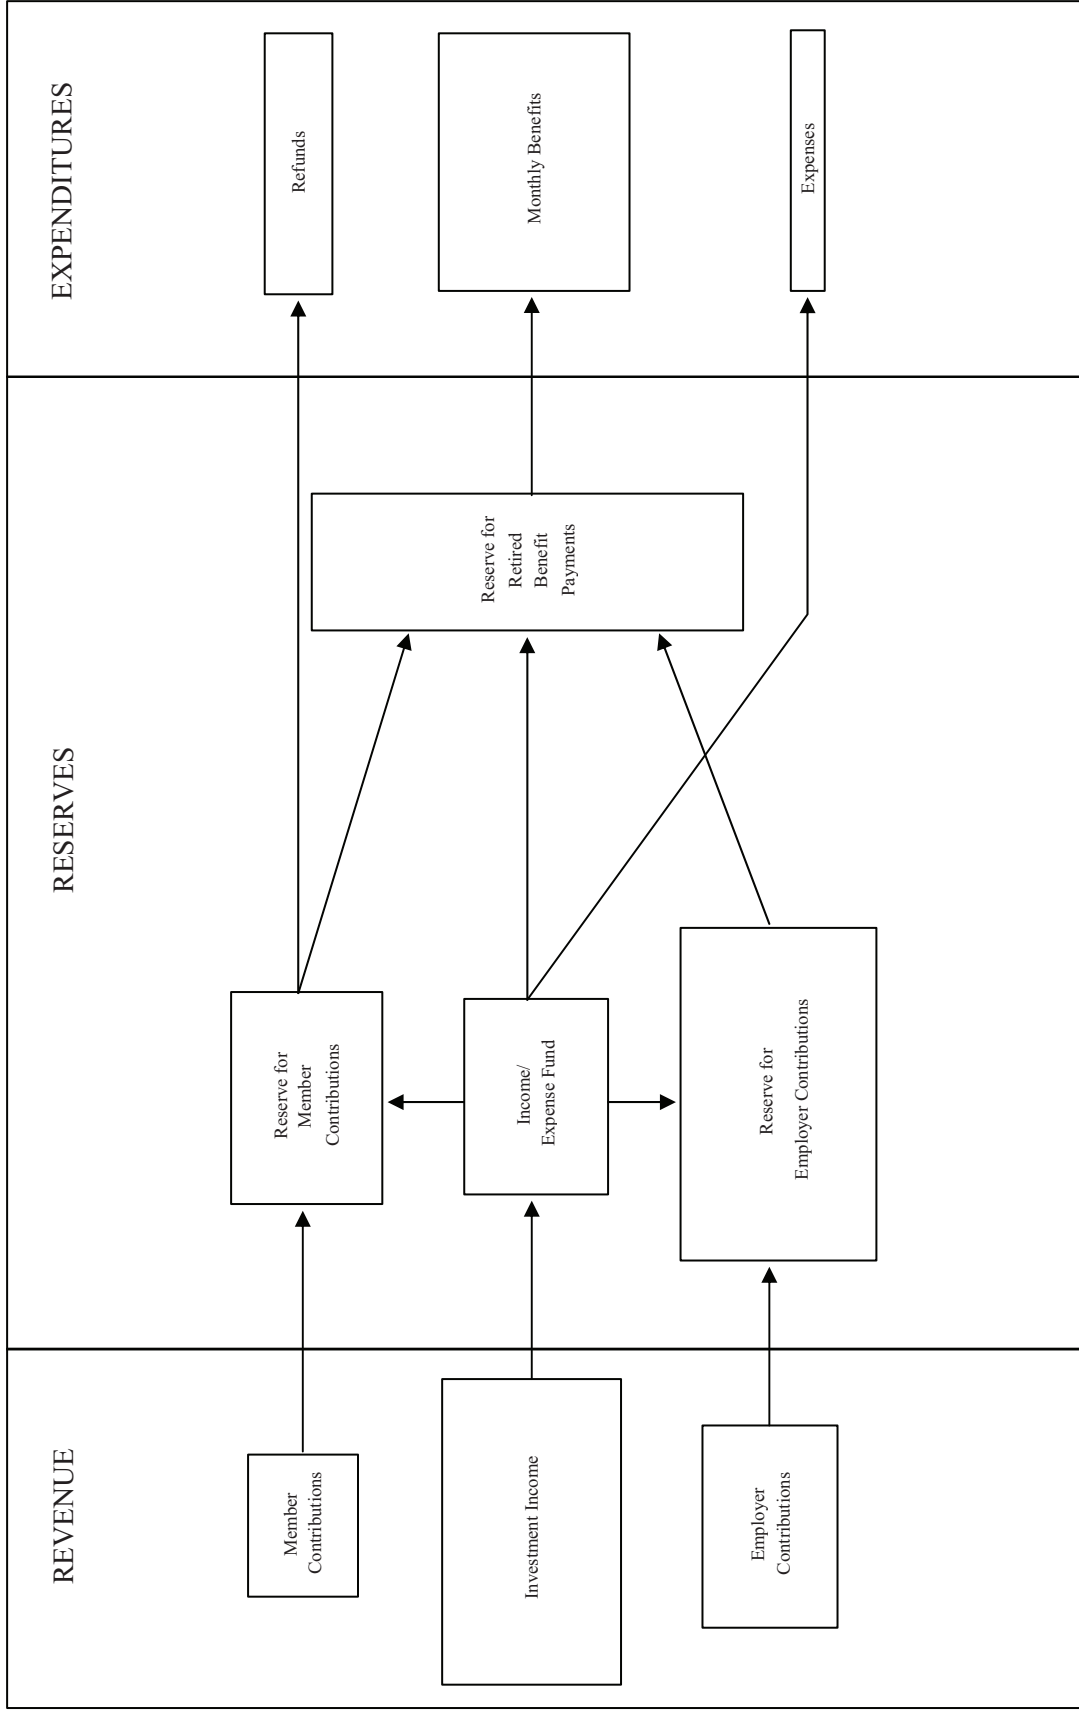 REVENUE
RESERVES
EXPENDITURES
Member
Contributions
Reserve for
Member
Contributions
Refunds
Investment Income
Income/
Expense Fund
Reserve for
Retired
Benefit
Payments
Monthly Benefits
Employer
Contributions
Reserve for
Employer Contributions
Expenses